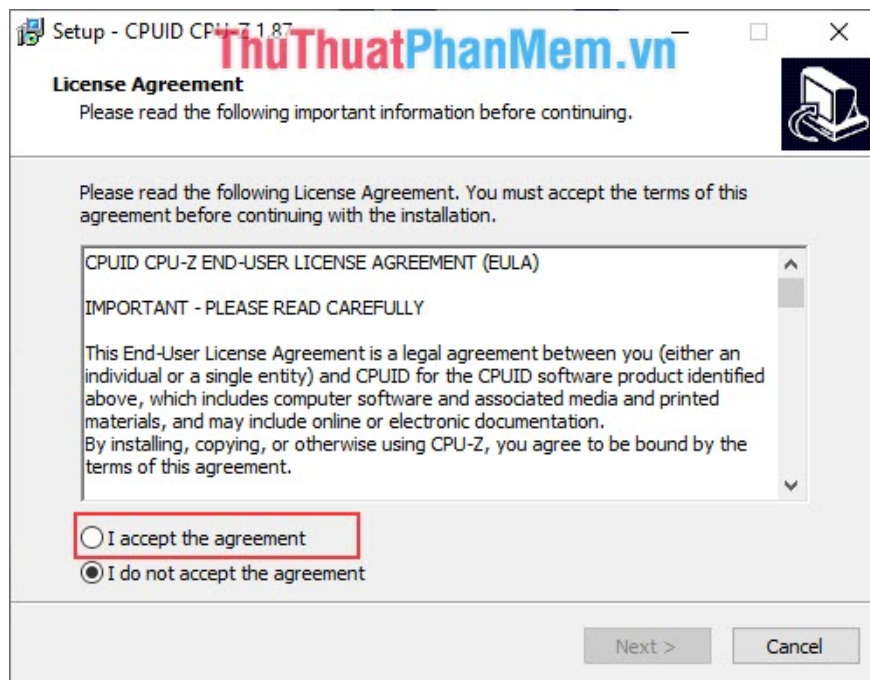 Setup - CPUID CPU-Z 1.87
ThuThuatPhanMem.vn
License Agreement
Please read the following important information before continuing.
Please read the following License Agreement. You must accept the terms of this
agreement before continuing with the installation.
CPUID CPU-Z END-USER LICENSE AGREEMENT (EULA)
IMPORTANT - PLEASE READ CAREFULLY
This End-User License Agreement is a legal agreement between you (either an
individual or a single entity) and CPUID for the CPUID software product identified
above, which includes computer software and associated media and printed
materials, and may include online or electronic documentation.
By installing, copying, or otherwise using CPU-Z, you agree to be bound by the
terms of this agreement.
I accept the agreement
I do not accept the agreement
Next >
Cancel